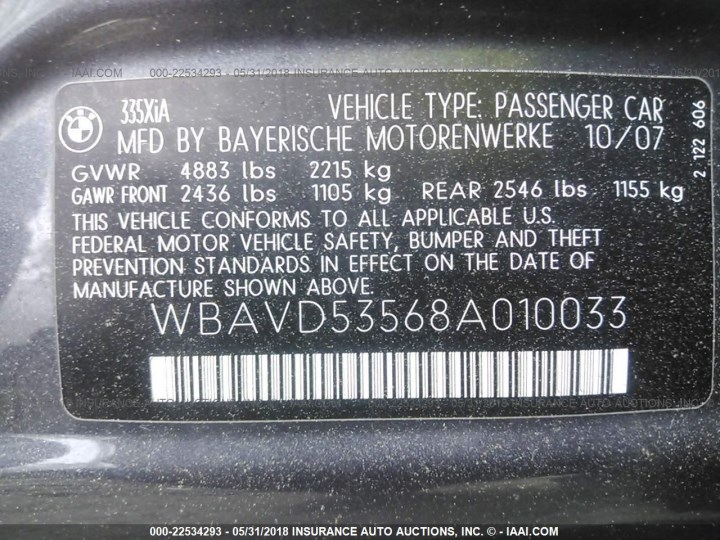 IAAI.COM 000-22534293 - 05/31/2018 INSURANCE AUTO AUCTIONS, INC. - IAAI.COM
335XiA VEHICLE TYPE: PASSENGER CAR
MFD BY BAYERISCHE MOTORENWERKE 10/07
GVWR 4883 lbs 2215 kg
GAWR FRONT 2436 lbs 1105 kg REAR 2546 lbs 1155 kg
THIS VEHICLE CONFORMS TO ALL APPLICABLE U.S.
FEDERAL MOTOR VEHICLE SAFETY, BUMPER AND THEFT
PREVENTION STANDARDS IN EFFECT ON THE DATE OF
MANUFACTURE SHOWN ABOVE.
WBAVD53568A010033
2 122 606
000-22534293 - 05/31/2018 INSURANCE AUTO AUCTIONS, INC. - IAAI.COM